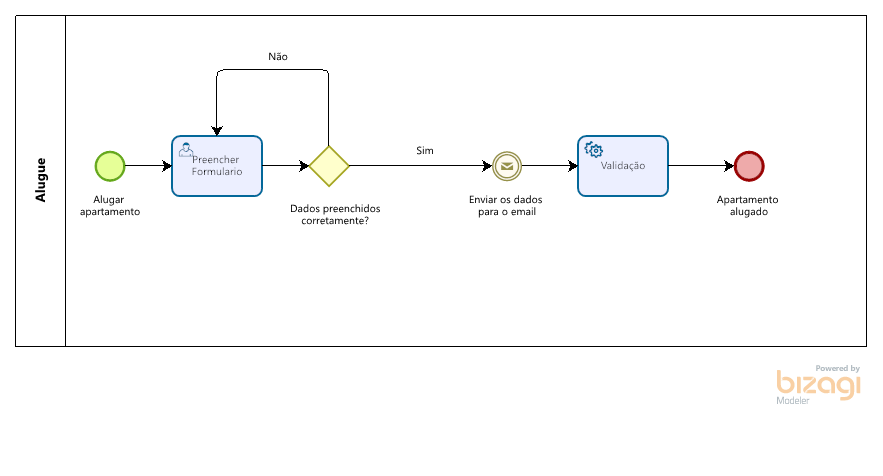 Não
Sim
Alugue
Preencher
Formulario
Validação
Alugar
apartamento
Dados preenchidos
corretamente?
Enviar os dados
para o email
Apartamento
alugado
Powered by
bizagi
Modeler